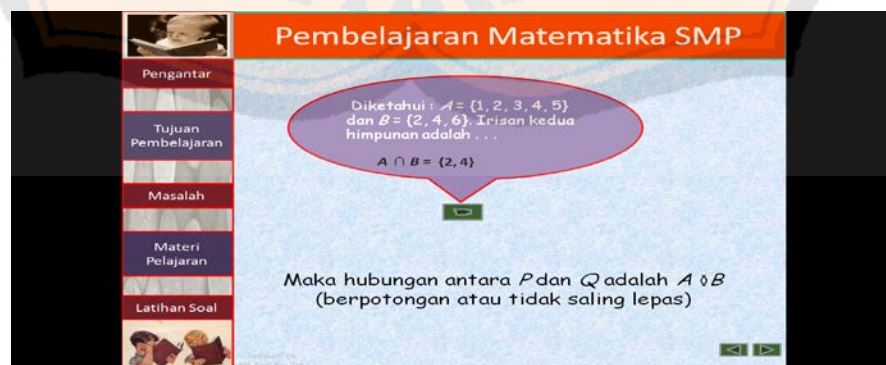 Pembelajaran Matematika SMP
Pengantar
Tujuan
Pembelajaran
Masalah
Materi
Pelajaran
Latihan Soal
Diketahui : A = {1, 2, 3, 4, 5}
dan B = {2, 4, 6}. Irisan kedua
himpunan adalah . . .
A ∩ B = {2, 4}
Maka hubungan antara P dan Q adalah A ◊ B
(berpotongan atau tidak saling lepas)